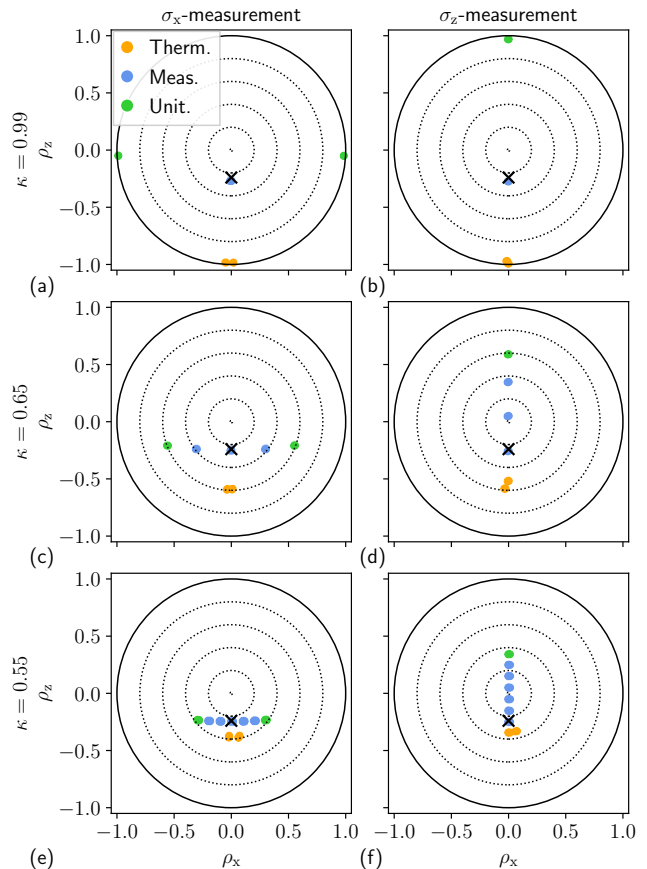 σx-measurement
σz-measurement
Therm.
Meas.
Unit.
1.0
0.5
0.0
−0.5
−1.0
κ = 0.99
ρz
(a)
(b)
1.0
0.5
0.0
−0.5
−1.0
κ = 0.65
ρz
(c)
(d)
1.0
0.5
0.0
−0.5
−1.0
κ = 0.55
ρz
−1.0 −0.5 0.0 0.5 1.0
−1.0 −0.5 0.0 0.5 1.0
(e)
ρx
(f)
ρx